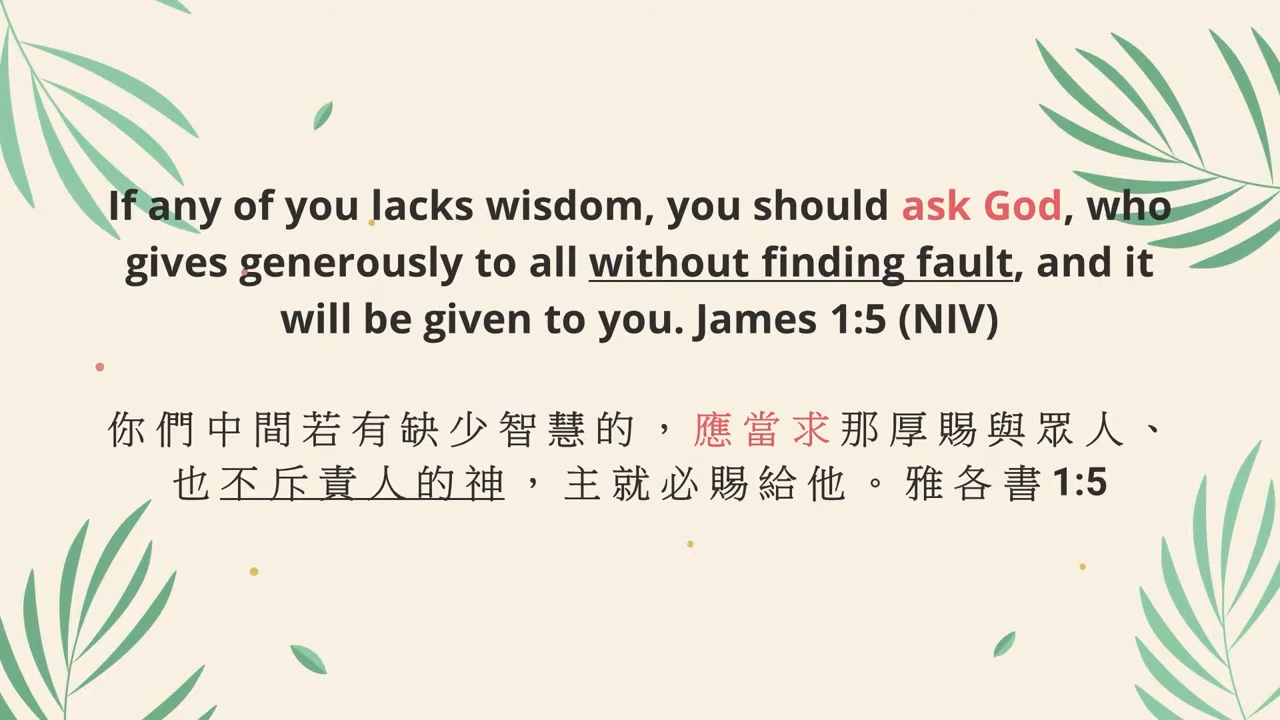 If any of you lacks wisdom, you should ask God, who
gives generously to all without finding fault, and it
will be given to you. James 1:5 (NIV)
你們中間若有缺少智慧的，應當求那厚賜與眾人、
也不斥責人的神，主就必賜給他。雅各書 1:5